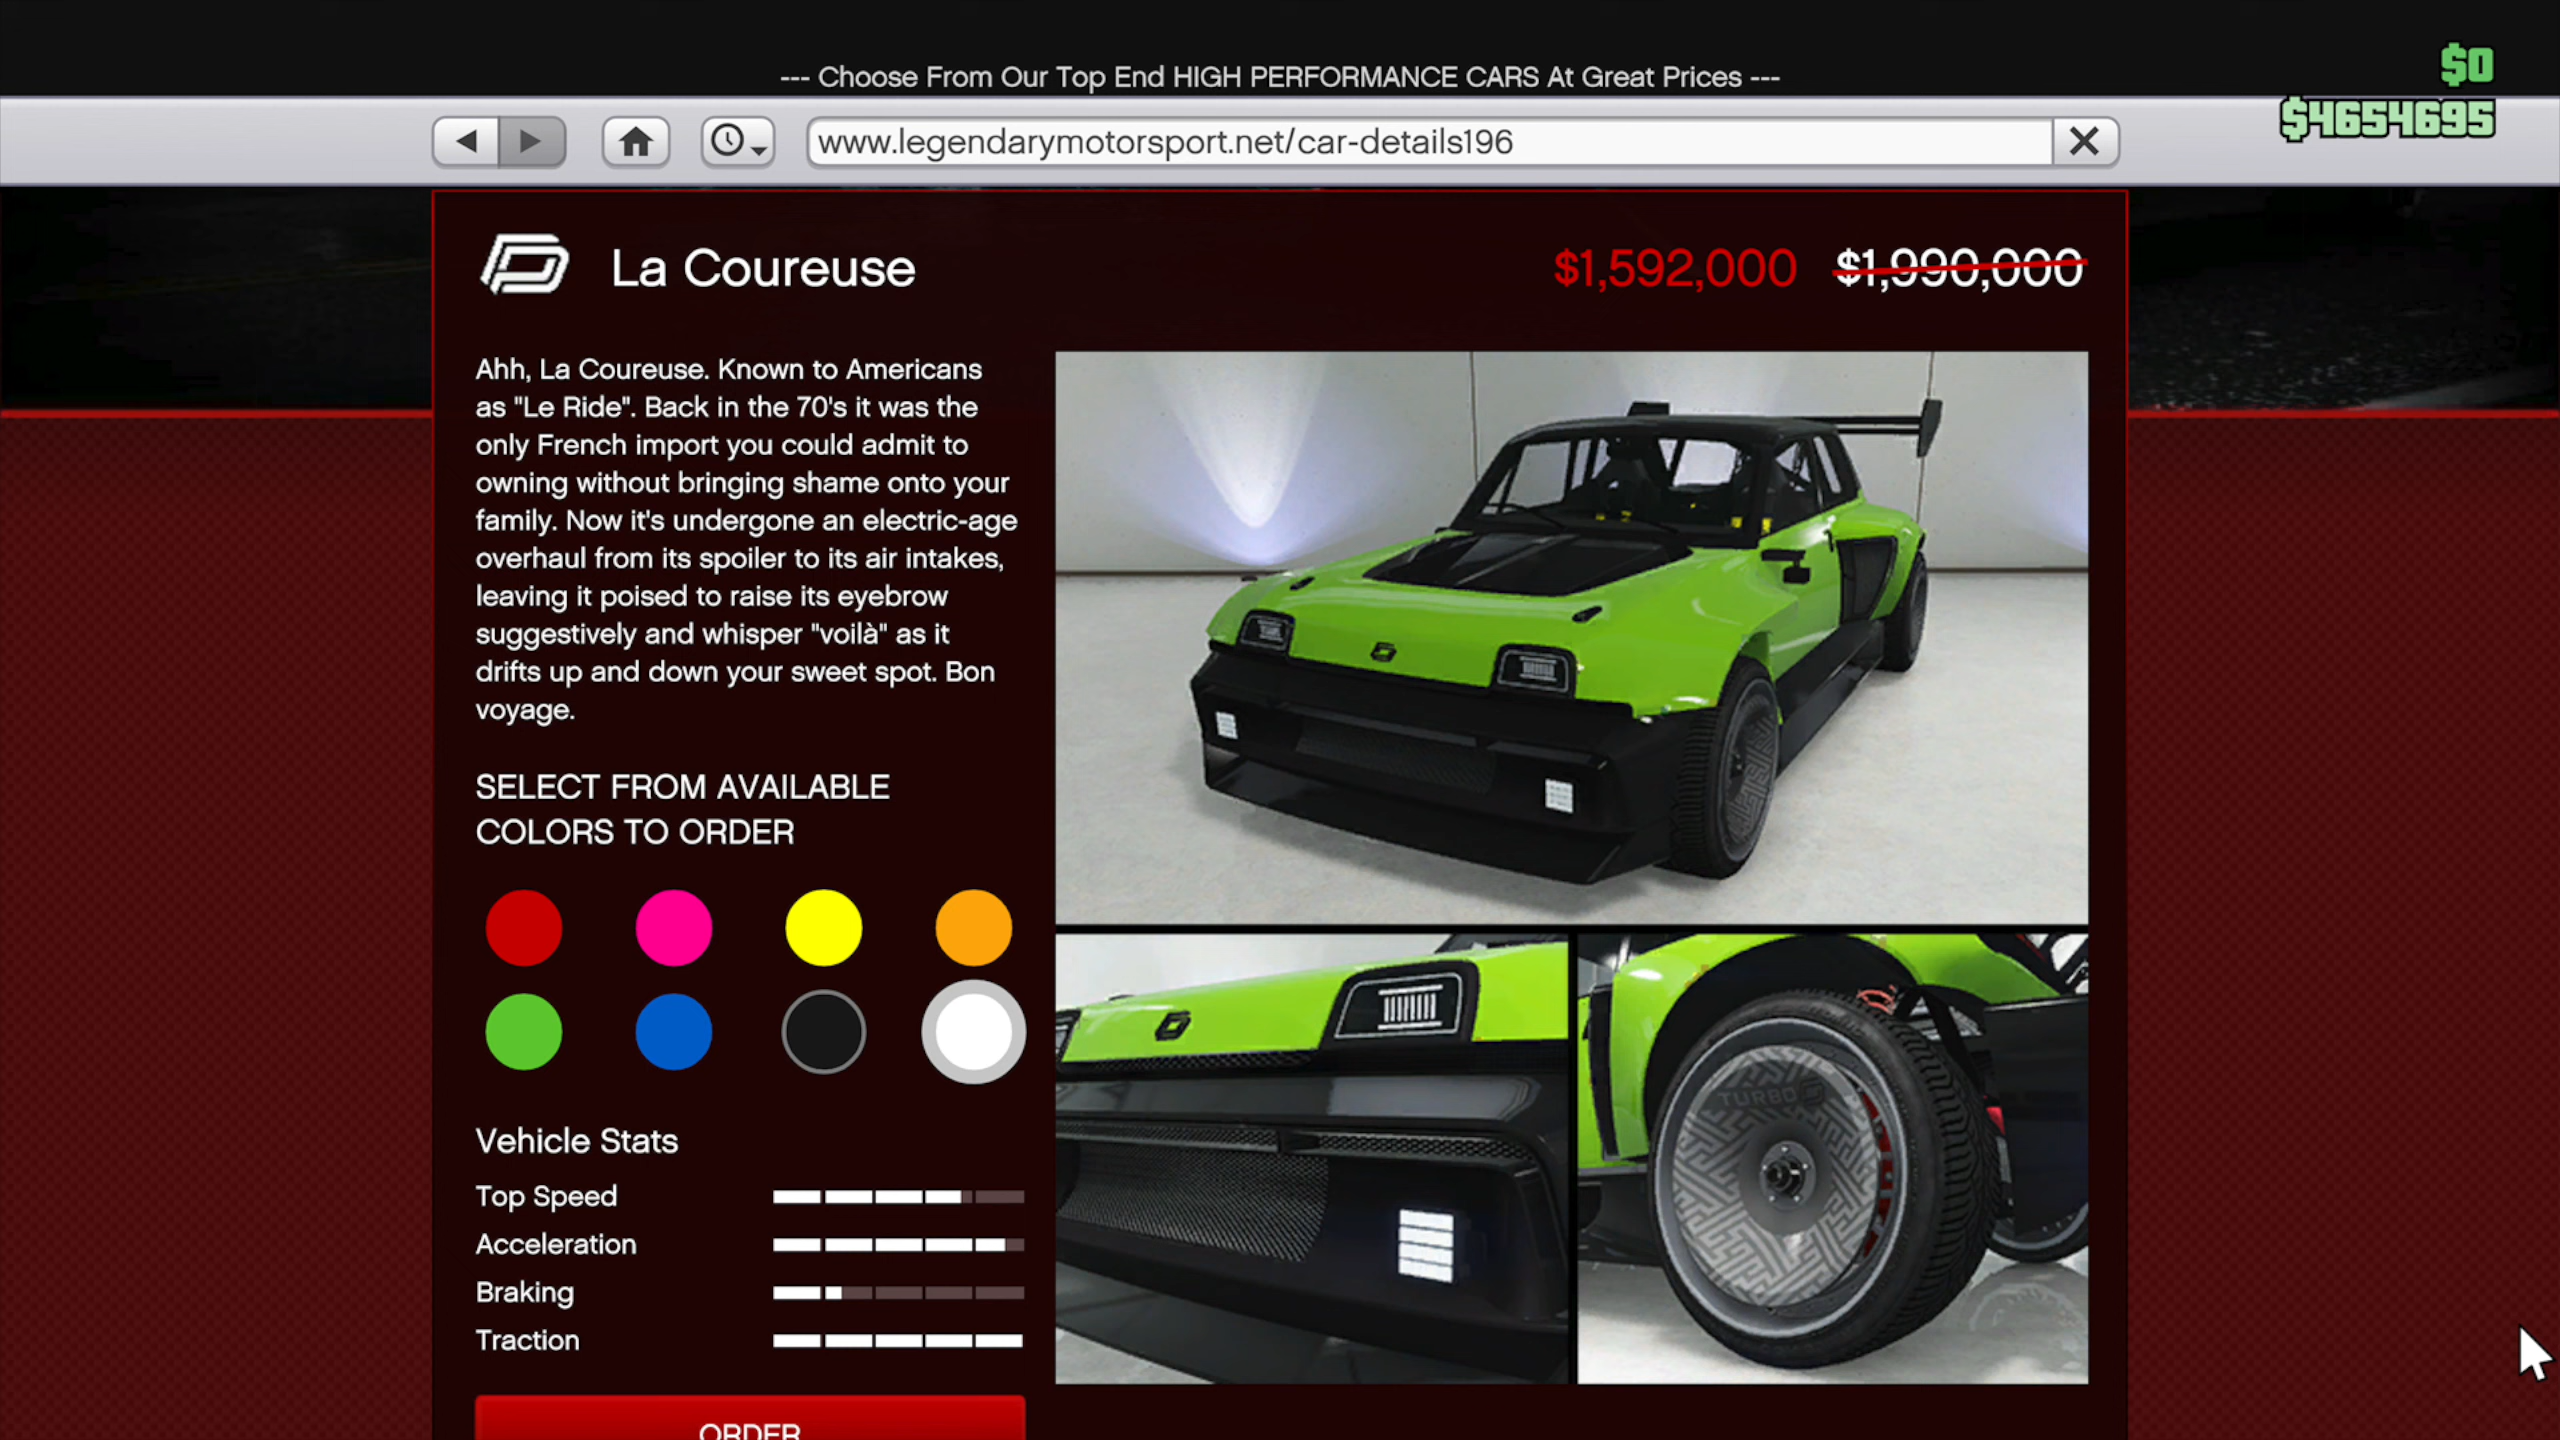 $0
--- Choose From Our Top End HIGH PERFORMANCE CARS At Great Prices ---
$4654695
www.legendarymotorsport.net/car-details196
La Coureuse
$1,592,000 $1,990,000
Ahh, La Coureuse. Known to Americans
as "Le Ride". Back in the 70's it was the
only French import you could admit to
owning without bringing shame onto your
family. Now it's undergone an electric-age
overhaul from its spoiler to its air intakes,
leaving it poised to raise its eyebrow
suggestively and whisper "voilà" as it
drifts up and down your sweet spot. Bon
voyage.
SELECT FROM AVAILABLE
COLORS TO ORDER
Vehicle Stats
Top Speed
Acceleration
Braking
Traction
ORDER
TURBO